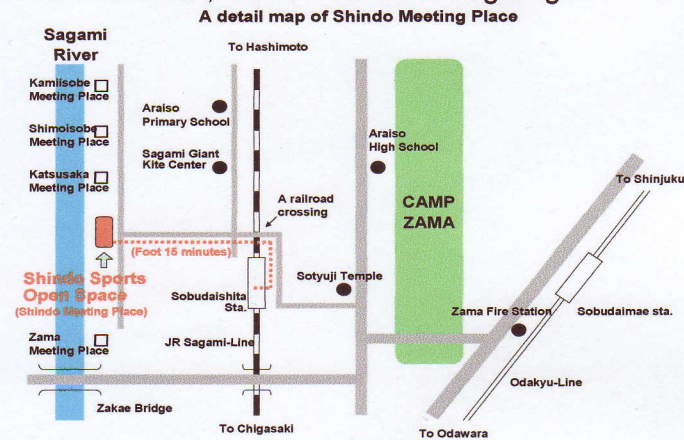 A detail map of Shindo Meeting Place
Sagami
River
To Hashimoto
Kamiisobe
Meeting Place
Araiso
Primary School
Shimoisobe
Meeting Place
Araiso
High School
Sagami Giant
Kite Center
Katsusaka
Meeting Place
To Shinjuku
CAMP
ZAMA
A railroad
crossing
(Foot 15 minutes)
Shindo Sports
Open Space
(Shindo Meeting Place)
Sotyuji Temple
Sobudaishita
Sta.
Zama Fire Station
Sobudaimae sta.
Zama
Meeting Place
JR Sagami-Line
Odakyu-Line
Zakae Bridge
To Chigasaki
To Odawara